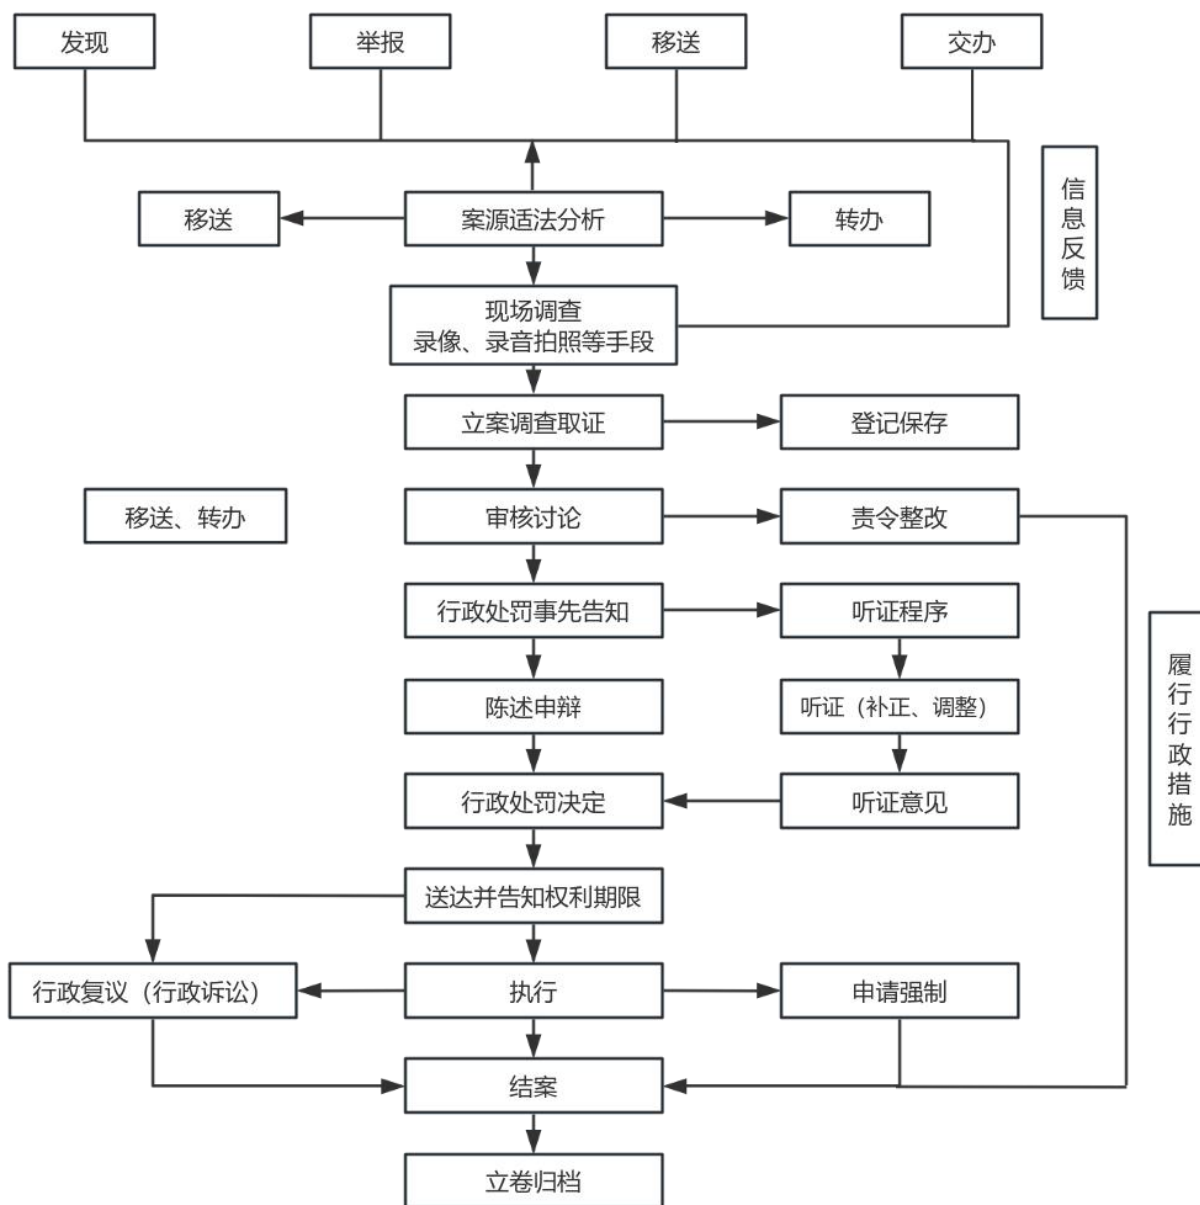 发现
举报
移送
交办
信息反馈
移送
案源适法分析
转办
现场调查
录像、录音拍照等手段
立案调查取证
登记保存
移送、转办
审核讨论
责令整改
行政处罚事先告知
听证程序
履行行政措施
陈述申辩
听证（补正、调整）
行政处罚决定
听证意见
送达并告知权利期限
行政复议（行政诉讼）
执行
申请强制
结案
立卷归档